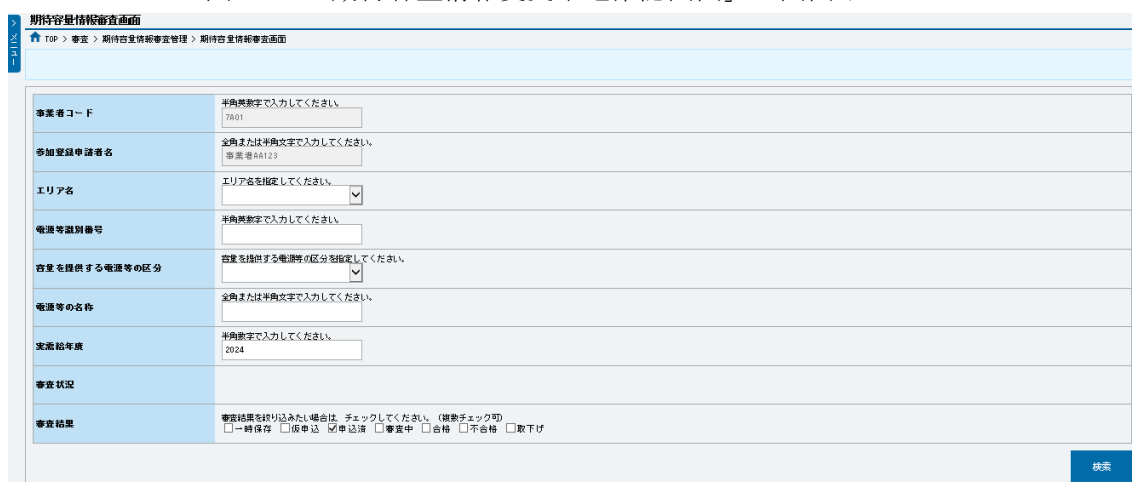 期待容量情報審査画面
> メニュー
TOP > 審査 > 期待容量情報審査管理 > 期待容量情報審査画面
事業者コード
半角英数字で入力してください。
7A01
参加登録申請者名
全角または半角文字で入力してください。
事業者AA123
エリア名
エリア名を指定してください。
電源等識別番号
半角英数字で入力してください。
容量を提供する電源等の区分
容量を提供する電源等の区分を指定してください。
電源等の名称
全角または半角文字で入力してください。
実需給年度
半角数字で入力してください。
2024
審査状況
審査結果
審査結果を絞り込みたい場合は、チェックしてください。（複数チェック可）
一時保存 仮申込 申込済 審査中 合格 不合格 取下げ
検索